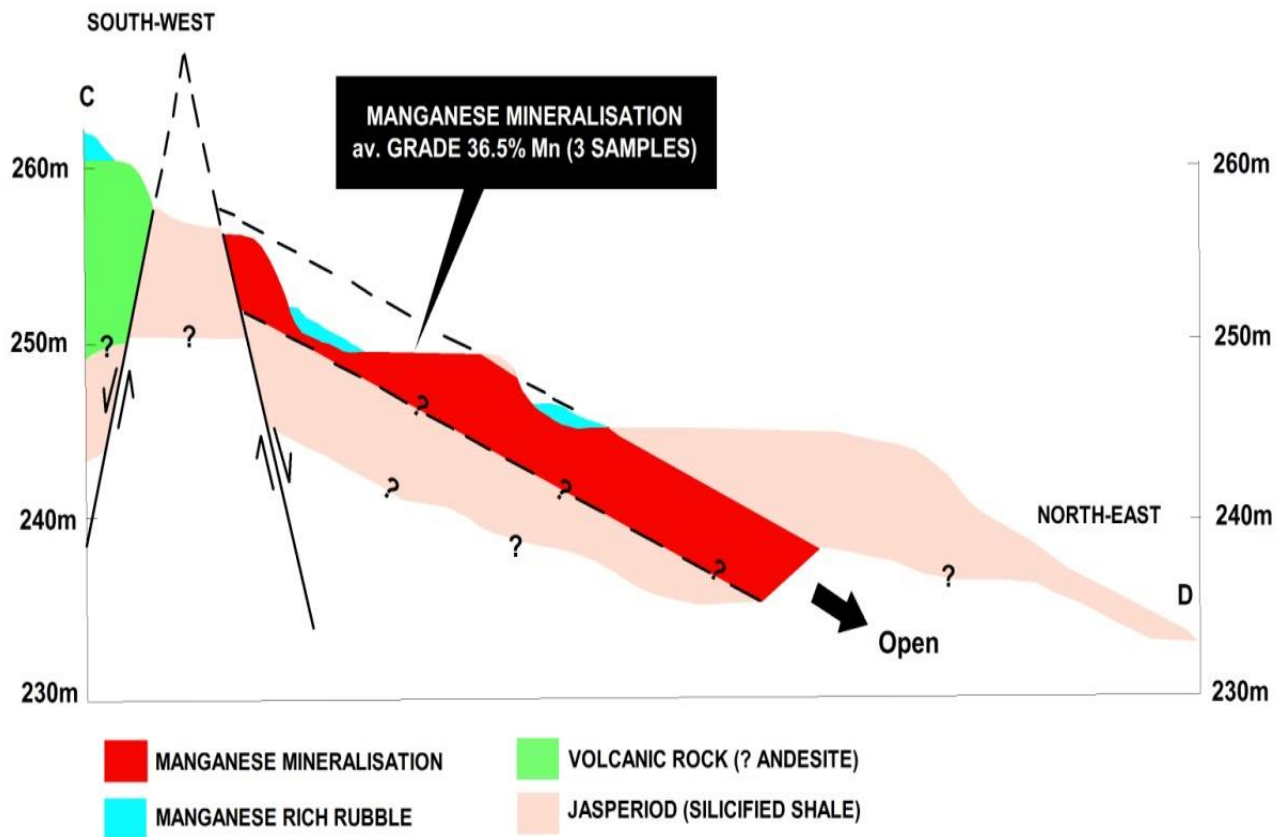 SOUTH-WEST
C
MANGANESE MINERALISATION
av. GRADE 36.5% Mn (3 SAMPLES)
260m
260m
250m
250m
?
?
?
?
?
?
?
?
240m
240m
NORTH-EAST
D
Open
230m
230m
MANGANESE MINERALISATION
VOLCANIC ROCK (? ANDESITE)
MANGANESE RICH RUBBLE
JASPERIOD (SILICIFIED SHALE)